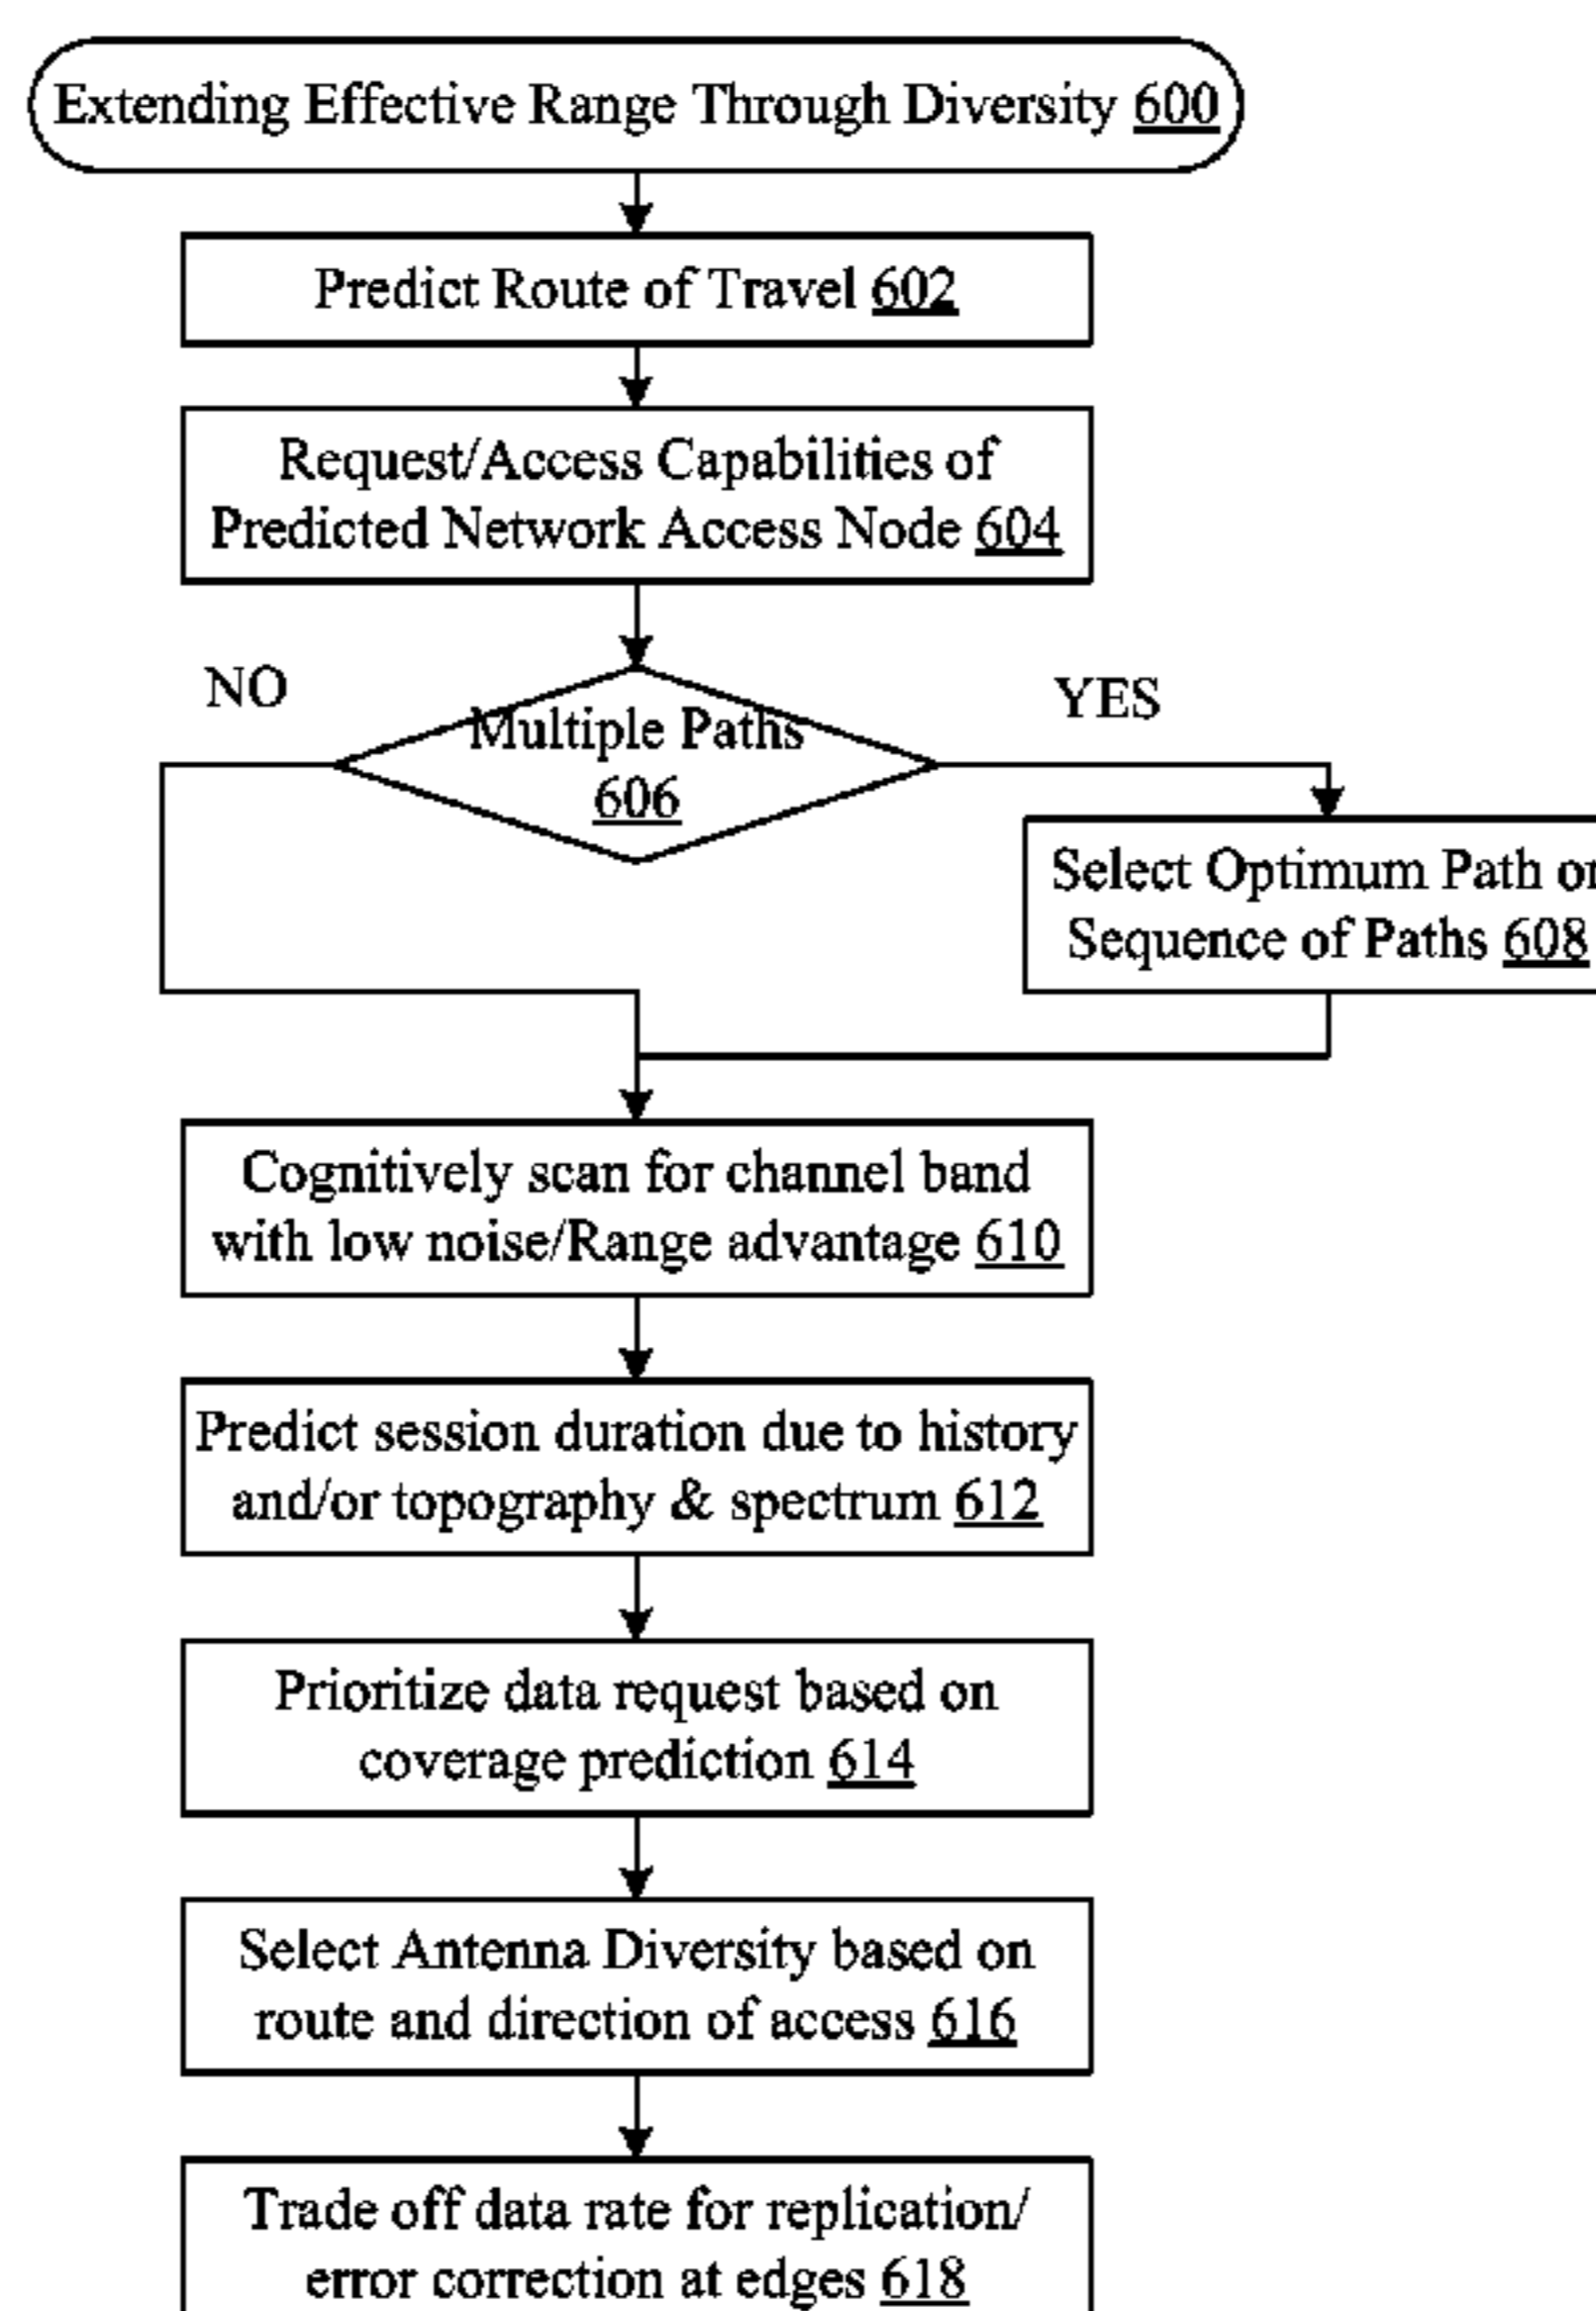 Extending Effective Range Through Diversity 600
Predict Route of Travel 602
Request/Access Capabilities of
Predicted Network Access Node 604
NO
YES
Multiple Paths
606
Select Optimum Path or
Sequence of Paths 608
Cognitively scan for channel band
with low noise/Range advantage 610
Predict session duration due to history
and/or topography & spectrum 612
Prioritize data request based on
coverage prediction 614
Select Antenna Diversity based on
route and direction of access 616
Trade off data rate for replication/
error correction at edges 618